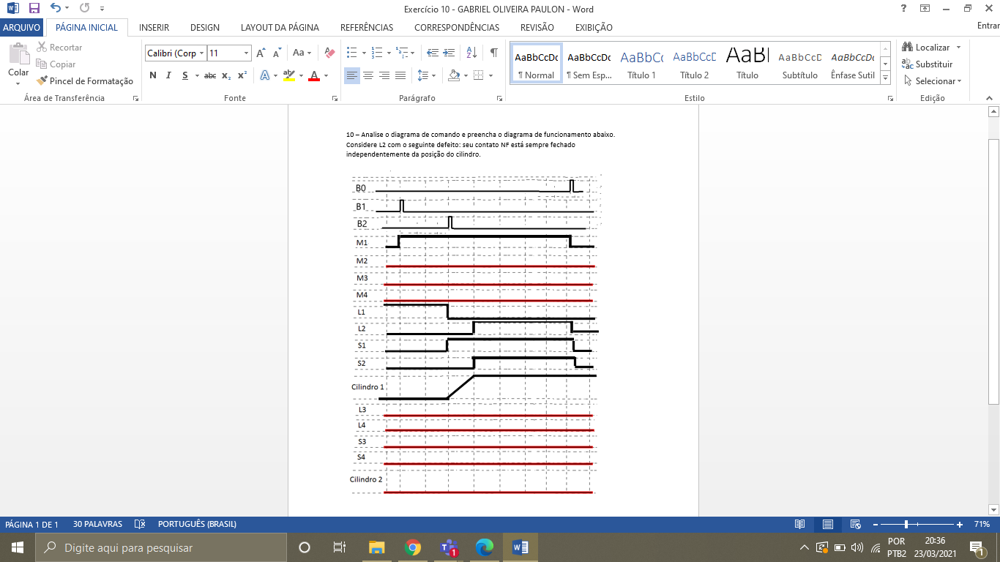 Exercício 10 - GABRIEL OLIVEIRA PAULON - Word
ARQUIVO PÁGINA INICIAL INSERIR DESIGN LAYOUT DA PÁGINA REFERÊNCIAS CORRESPONDÊNCIAS REVISÃO EXIBIÇÃO Entrar
Colar
Recortar
Copiar
Pincel de Formatação
Área de Transferência
Calibri (Corp 11
N I S abc x₂ x²
Fonte
Parágrafo
AaBbCcDc AaBbCcDc AaBbCc AaBbCcD AaBl AaBbCcD AaBbCcDc
¶ Normal ¶ Sem Esp... Título 1 Título 2 Título Subtítulo Ênfase Sutil
Estilo
Localizar
Substituir
Selecionar
Edição
10 – Analise o diagrama de comando e preencha o diagrama de funcionamento abaixo.
Considere L2 com o seguinte defeito: seu contato NF está sempre fechado
independentemente da posição do cilindro.
B0
B1
B2
M1
M2
M3
M4
L1
L2
S1
S2
Cilindro 1
L3
L4
S3
S4
Cilindro 2
PÁGINA 1 DE 1 30 PALAVRAS PORTUGUÊS (BRASIL) 71%
Digite aqui para pesquisar
1
POR
PTB2
20:36
23/03/2021
1